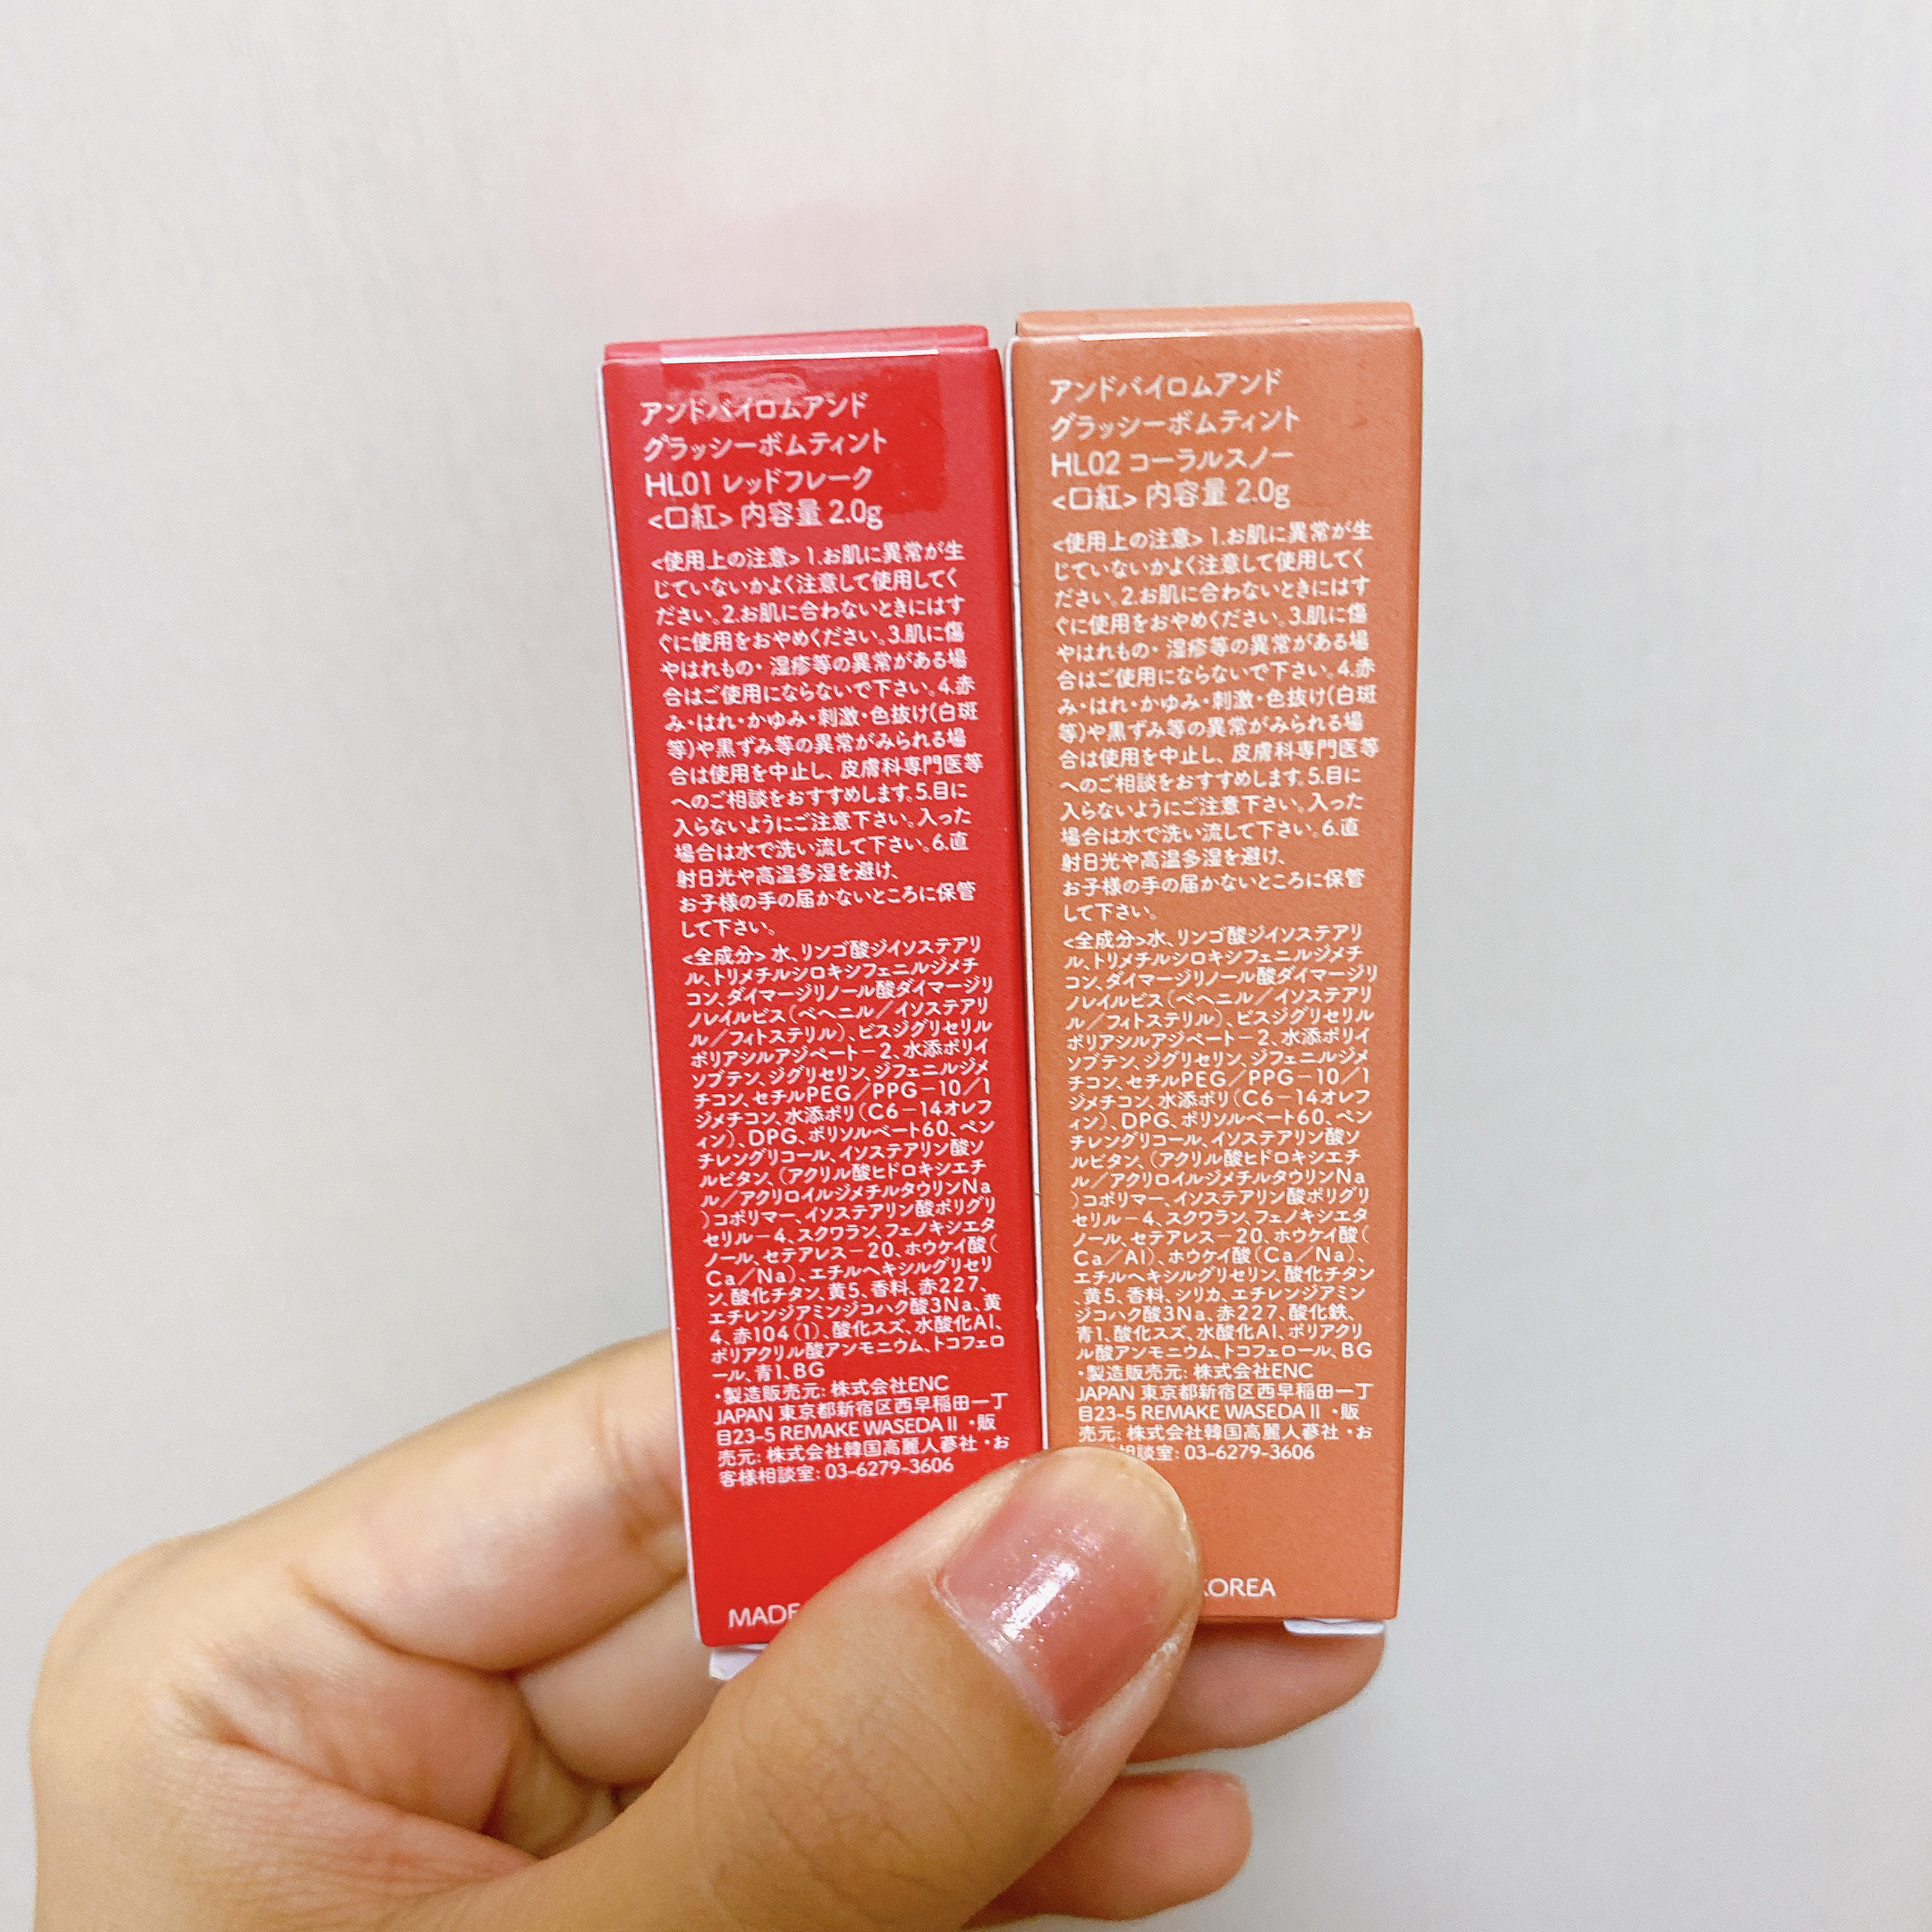 アンドバイロムアンド
グラッシーボムティント
HL01 レッドフレーク
<口紅> 内容量 2.0g
<使用上の注意> 1.お肌に異常が生
じていないかよく注意して使用してく
ださい。2.お肌に合わないときにはす
ぐに使用をおやめください。3.肌に傷
やはれもの・ 湿疹等の異常がある場
合はご使用にならないで下さい。4.赤
み・はれ・かゆみ・刺激・色抜け(白斑
等)や黒ずみ等の異常がみられる場
合は使用を中止し、皮膚科専門医等
へのご相談をおすすめします。5.目に
入らないようにご注意下さい。入った
場合は水で洗い流して下さい。6.直
射日光や高温多湿を避け、
お子様の手の届かないところに保管
して下さい。
<全成分> 水、リンゴ酸ジイソステアリ
ル、トリメチルシロキシフェニルジメチ
コン、ダイマージリノール酸ダイマージリ
ノレイルビス(ベヘニル/イソステアリ
ル/フィトステリル)、ビスジグリセリル
ポリアシルアジペート-2、水添ポリイ
ソブテン、ジグリセリン、ジフェニルジメ
チコン、セチルPEG/PPG-10/1
ジメチコン、水添ポリ(C6-14オレフ
ィン)、DPG、ポリソルベート60、ペン
チレングリコール、イソステアリン酸ソ
ルビタン、(アクリル酸ヒドロキシエチ
ル/アクリロイルジメチルタウリンNa
)コポリマー、イソステアリン酸ポリグリ
セリル-4、スクワラン、フェノキシエタ
ノール、セテアレス-20、ホウケイ酸(
Ca/Na)、エチルヘキシルグリセリ
ン、酸化チタン、黄5、香料、赤227、
エチレンジアミンジコハク酸3Na、黄
4、赤104(1)、酸化スズ、水酸化Al、
ポリアクリル酸アンモニウム、トコフェロ
ール、青1、BG
・製造販売元: 株式会社ENC
JAPAN 東京都新宿区西早稲田一丁
目23-5 REMAKE WASEDA II ・販
売元: 株式会社韓国高麗人蔘社 ・お
客様相談室: 03-6279-3606
MADE
アンドバイロムアンド
グラッシーボムティント
HL02 コーラルスノー
<口紅> 内容量 2.0g
<使用上の注意> 1.お肌に異常が生
じていないかよく注意して使用してく
ださい。2.お肌に合わないときにはす
ぐに使用をおやめください。3.肌に傷
やはれもの・ 湿疹等の異常がある場
合はご使用にならないで下さい。4.赤
み・はれ・かゆみ・刺激・色抜け(白斑
等)や黒ずみ等の異常がみられる場
合は使用を中止し、皮膚科専門医等
へのご相談をおすすめします。5.目に
入らないようにご注意下さい。入った
場合は水で洗い流して下さい。6.直
射日光や高温多湿を避け、
お子様の手の届かないところに保管
して下さい。
<全成分>水、リンゴ酸ジイソステアリ
ル、トリメチルシロキシフェニルジメチ
コン、ダイマージリノール酸ダイマージリ
ノレイルビス(ベヘニル/イソステアリ
ル/フィトステリル)、ビスジグリセリル
ポリアシルアジペート-2、水添ポリイ
ソブテン、ジグリセリン、ジフェニルジメ
チコン、セチルPEG/PPG-10/1
ジメチコン、水添ポリ(C6-14オレフ
ィン)、DPG、ポリソルベート60、ペン
チレングリコール、イソステアリン酸ソ
ルビタン、(アクリル酸ヒドロキシエチ
ル/アクリロイルジメチルタウリンNa
)コポリマー、イソステアリン酸ポリグリ
セリル-4、スクワラン、フェノキシエタ
ノール、セテアレス-20、ホウケイ酸(
Ca/Al)、ホウケイ酸(Ca/Na)、
エチルヘキシルグリセリン、酸化チタン
、黄5、香料、シリカ、エチレンジアミン
ジコハク酸3Na、赤227、酸化鉄、
青1、酸化スズ、水酸化Al、ポリアクリ
ル酸アンモニウム、トコフェロール、BG
・製造販売元: 株式会社ENC
JAPAN 東京都新宿区西早稲田一丁
目23-5 REMAKE WASEDA II ・販
売元: 株式会社韓国高麗人蔘社 ・お
相談室: 03-6279-3606
KOREA